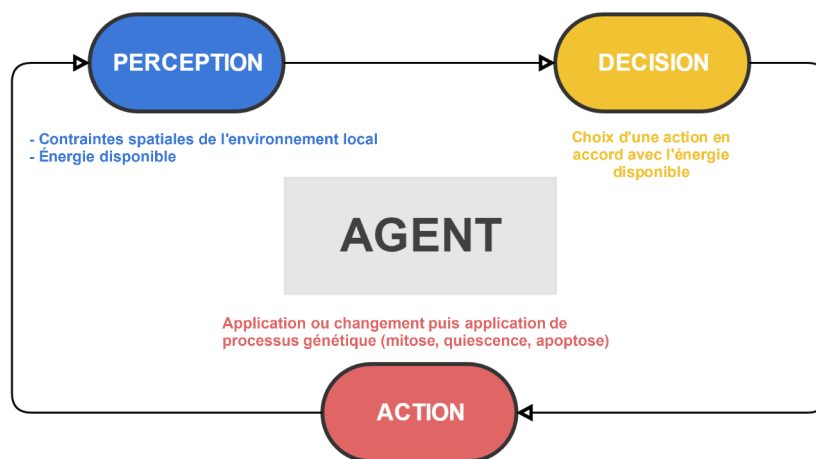 PERCEPTION
DECISION
- Contraintes spatiales de l'environnement local
- Énergie disponible
Choix d'une action en
accord avec l'énergie
disponible
AGENT
Application ou changement puis application de
processus génétique (mitose, quiescence, apoptose)
ACTION